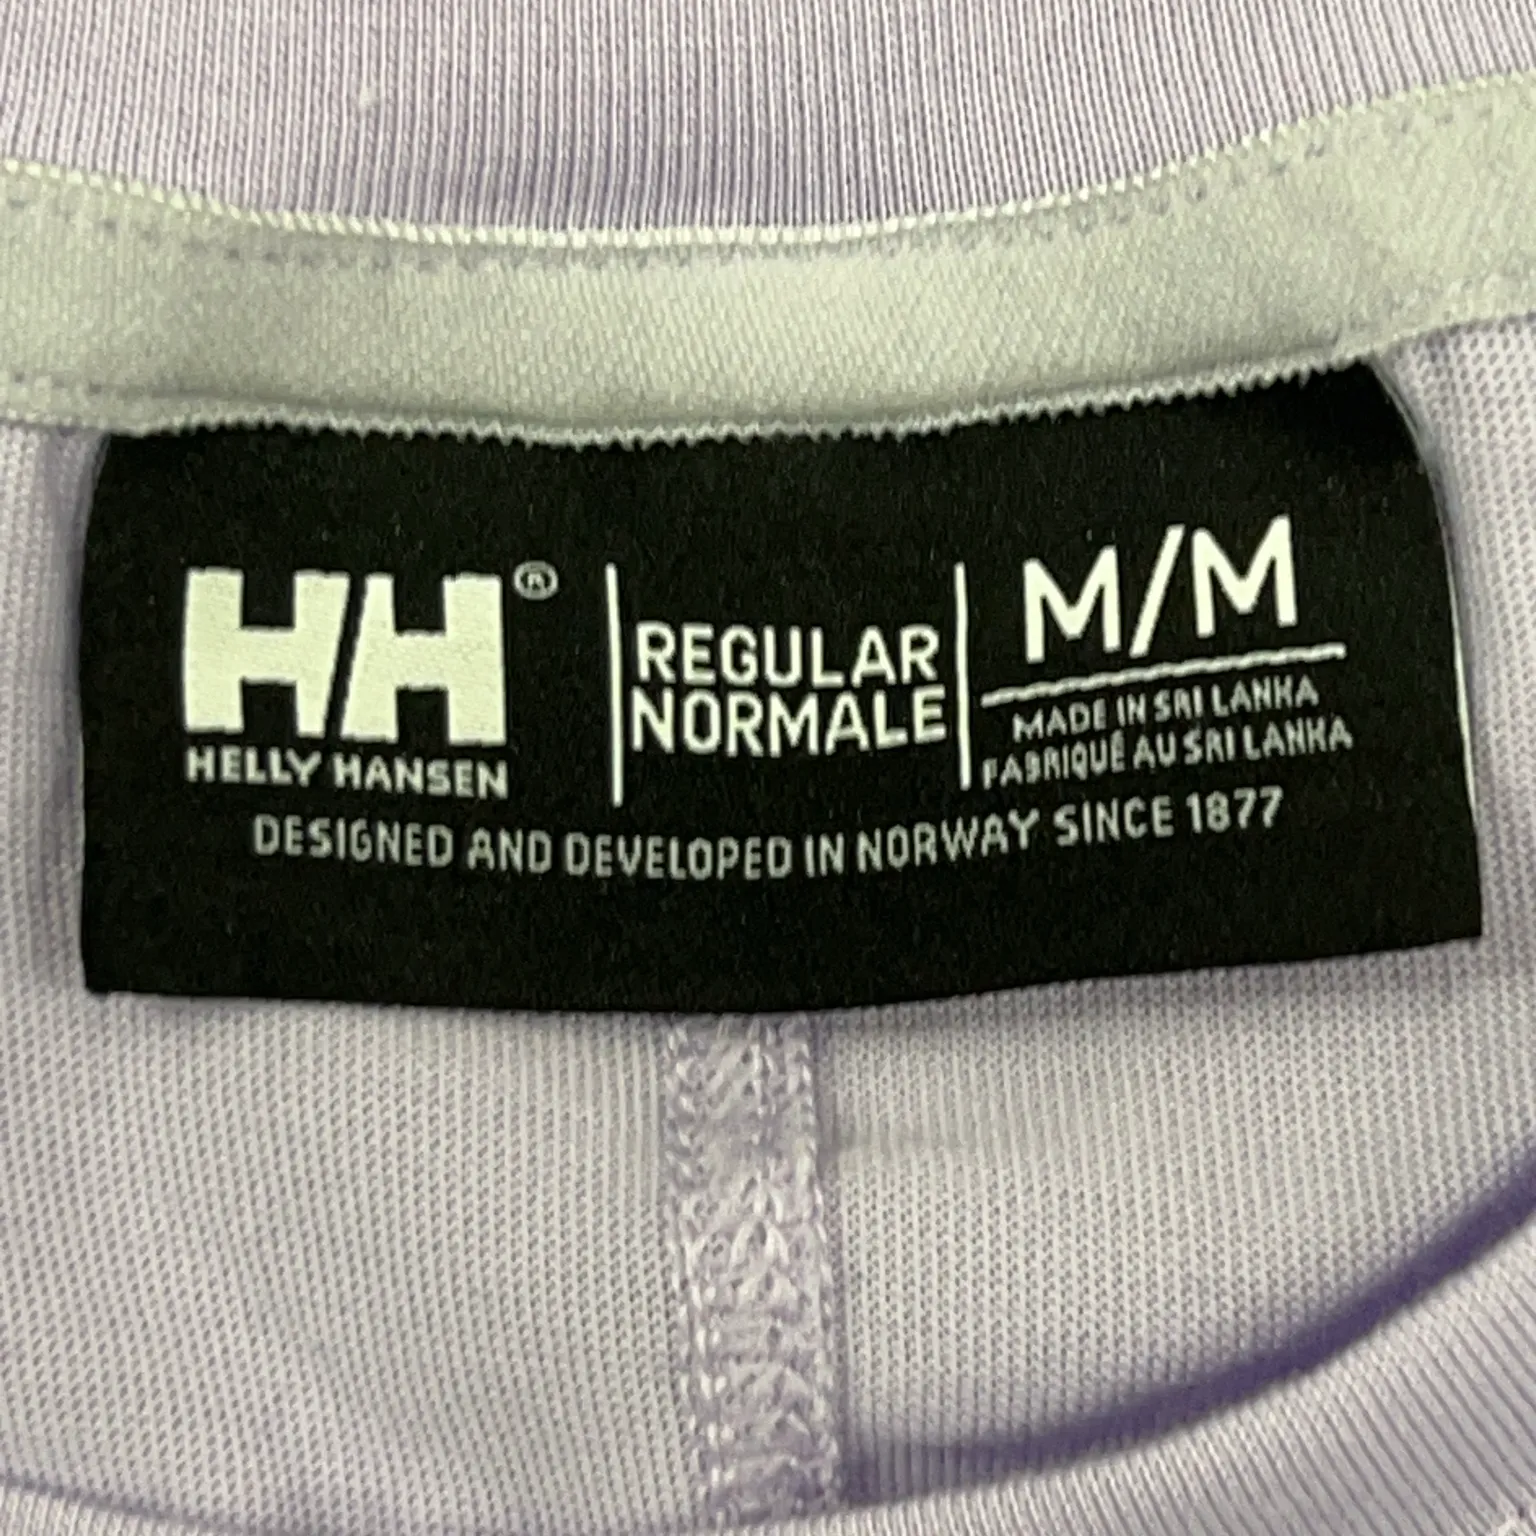 HH®
HELLY HANSEN
REGULAR
NORMALE
M/M
MADE IN SRI LANKA
FABRIQUÉ AU SRI LANKA
DESIGNED AND DEVELOPED IN NORWAY SINCE 1877